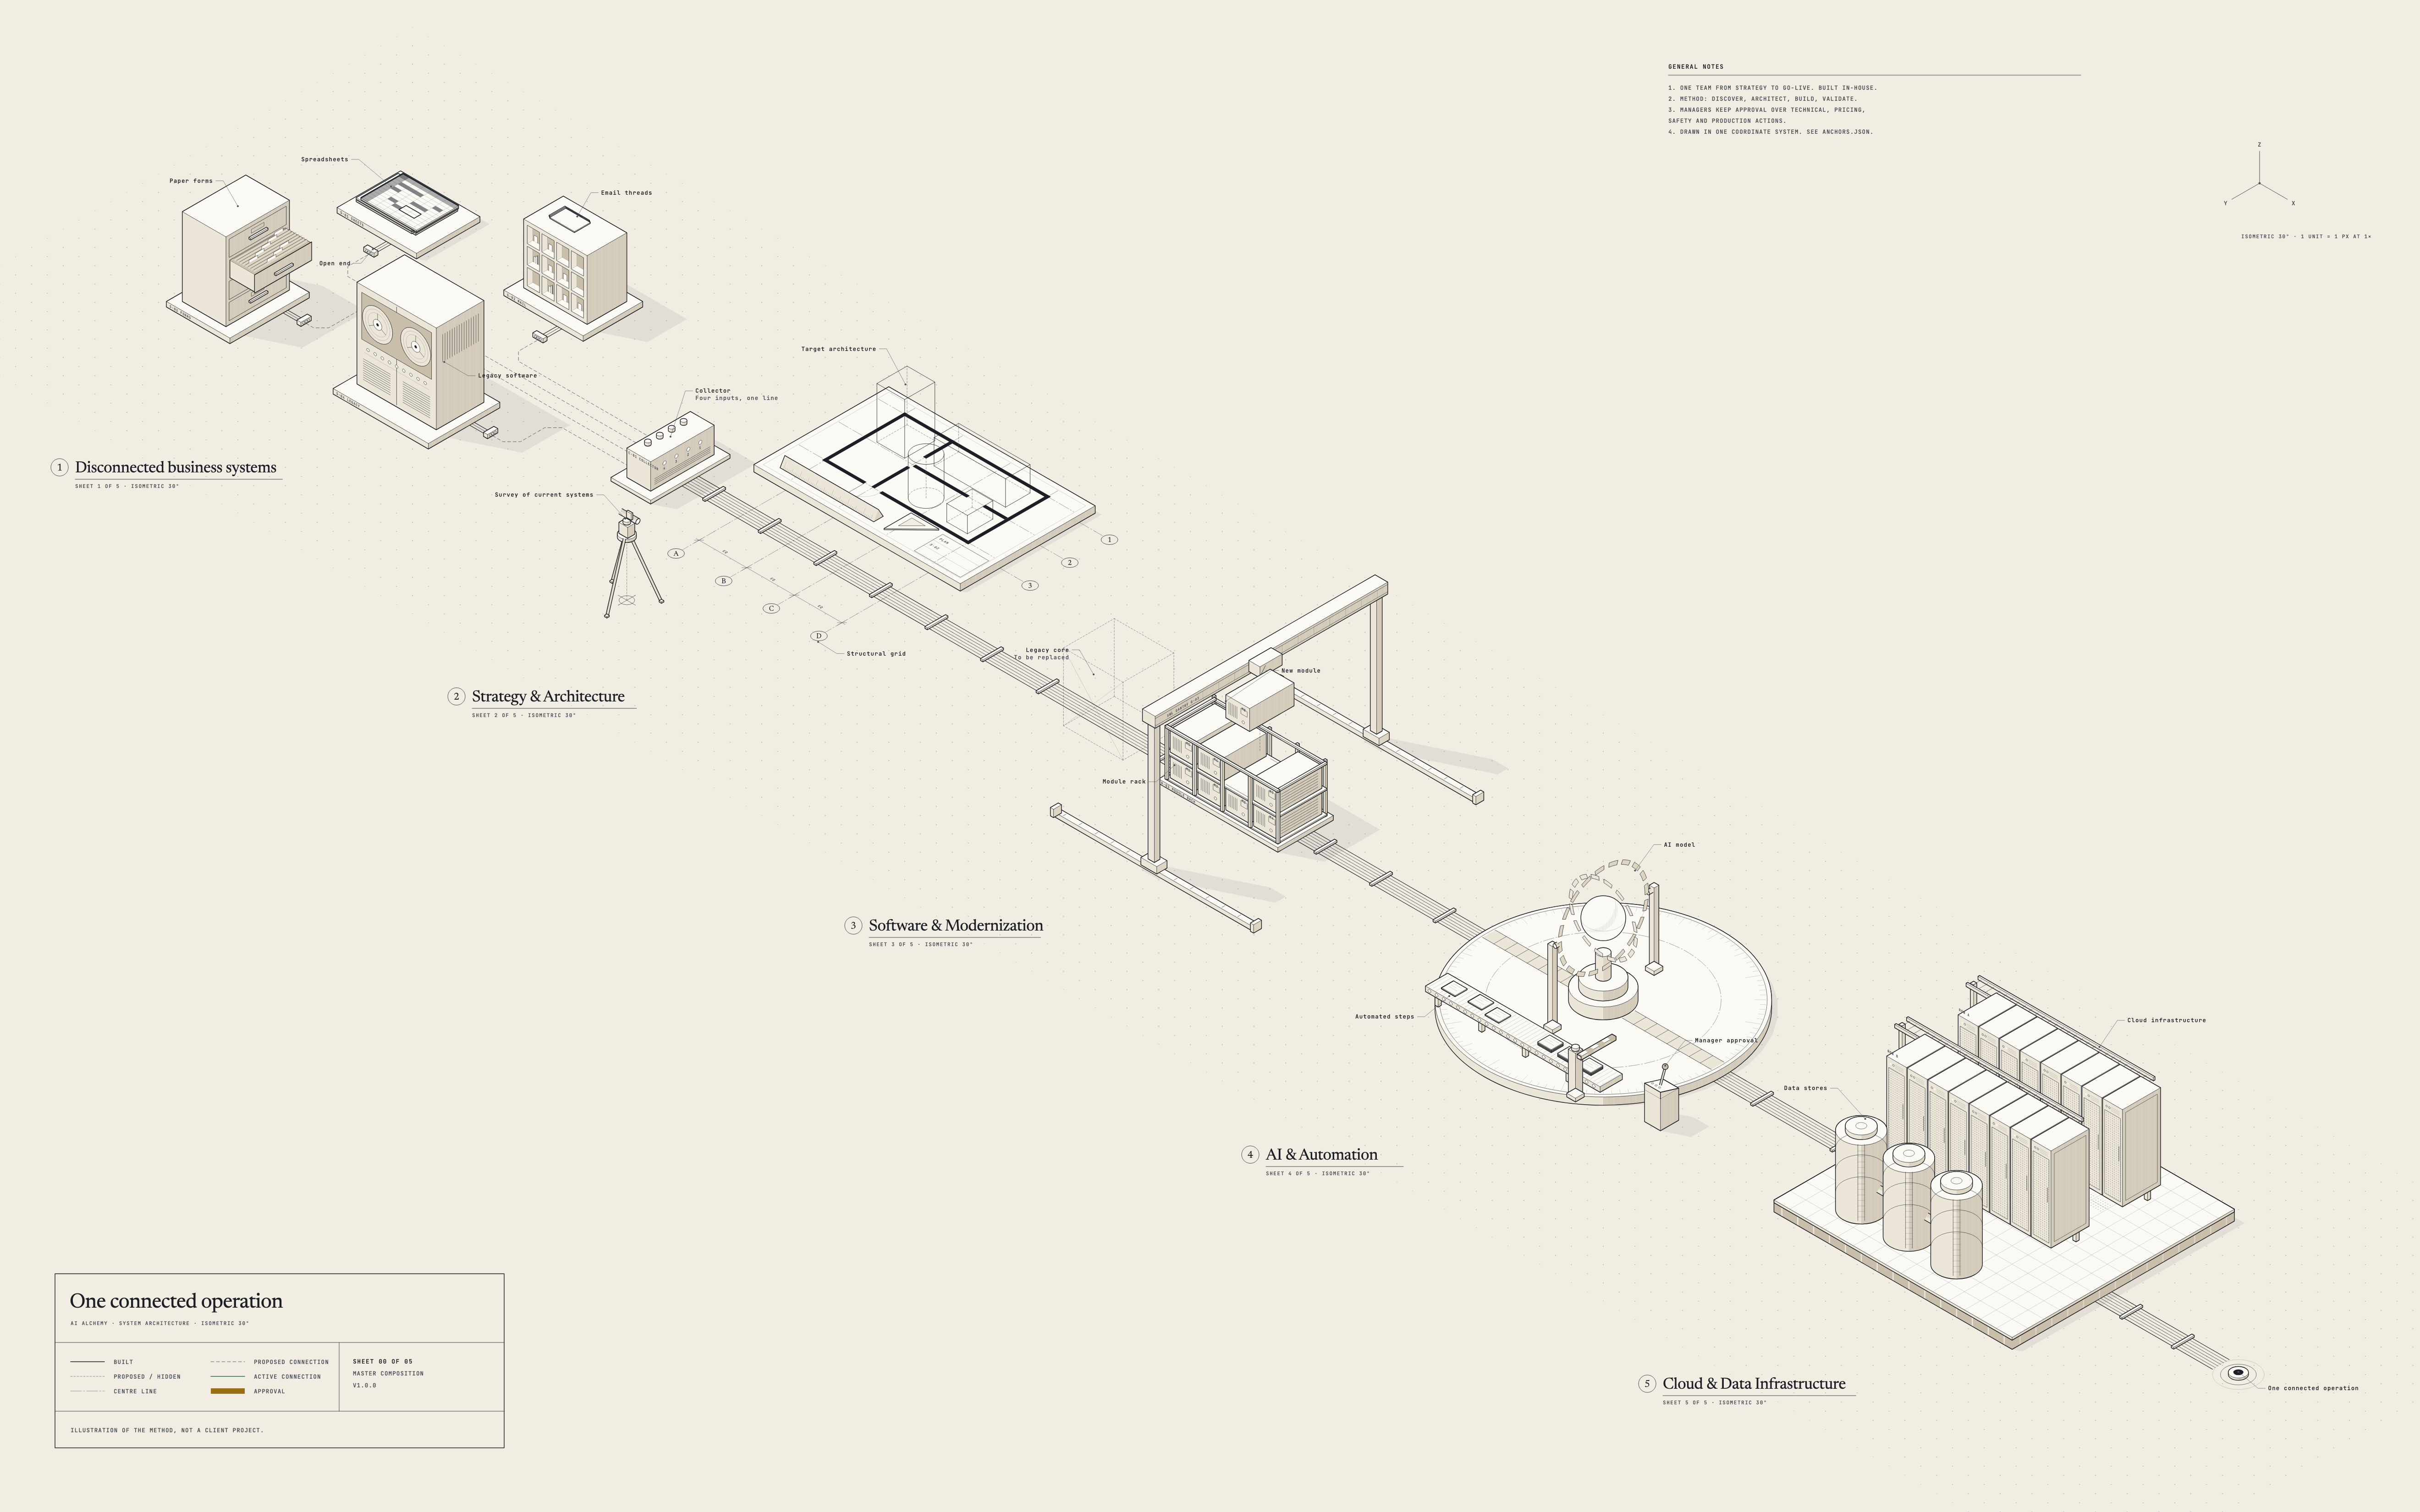 GENERAL NOTES
1. ONE TEAM FROM STRATEGY TO GO-LIVE. BUILT IN-HOUSE.
2. METHOD: DISCOVER, ARCHITECT, BUILD, VALIDATE.
3. MANAGERS KEEP APPROVAL OVER TECHNICAL, PRICING,
SAFETY AND PRODUCTION ACTIONS.
4. DRAWN IN ONE COORDINATE SYSTEM. SEE ANCHORS.JSON.
Z
Y
X
ISOMETRIC 30° · 1 UNIT = 1 PX AT 1×
Spreadsheets
Paper forms
Email threads
Open end
Legacy software
1
Disconnected business systems
SHEET 1 OF 5 · ISOMETRIC 30°
Target architecture
Collector
Four inputs, one line
Survey of current systems
A
B
C
D
1
2
3
PLAN
Structural grid
2
Strategy & Architecture
SHEET 2 OF 5 · ISOMETRIC 30°
Legacy core
To be replaced
New module
Module rack
3
Software & Modernization
SHEET 3 OF 5 · ISOMETRIC 30°
AI model
Automated steps
Manager approval
4
AI & Automation
SHEET 4 OF 5 · ISOMETRIC 30°
Cloud infrastructure
Data stores
5
Cloud & Data Infrastructure
SHEET 5 OF 5 · ISOMETRIC 30°
One connected operation
One connected operation
AI ALCHEMY · SYSTEM ARCHITECTURE · ISOMETRIC 30°
BUILT
PROPOSED / HIDDEN
CENTRE LINE
PROPOSED CONNECTION
ACTIVE CONNECTION
APPROVAL
SHEET 00 OF 05
MASTER COMPOSITION
V1.0.0
ILLUSTRATION OF THE METHOD, NOT A CLIENT PROJECT.